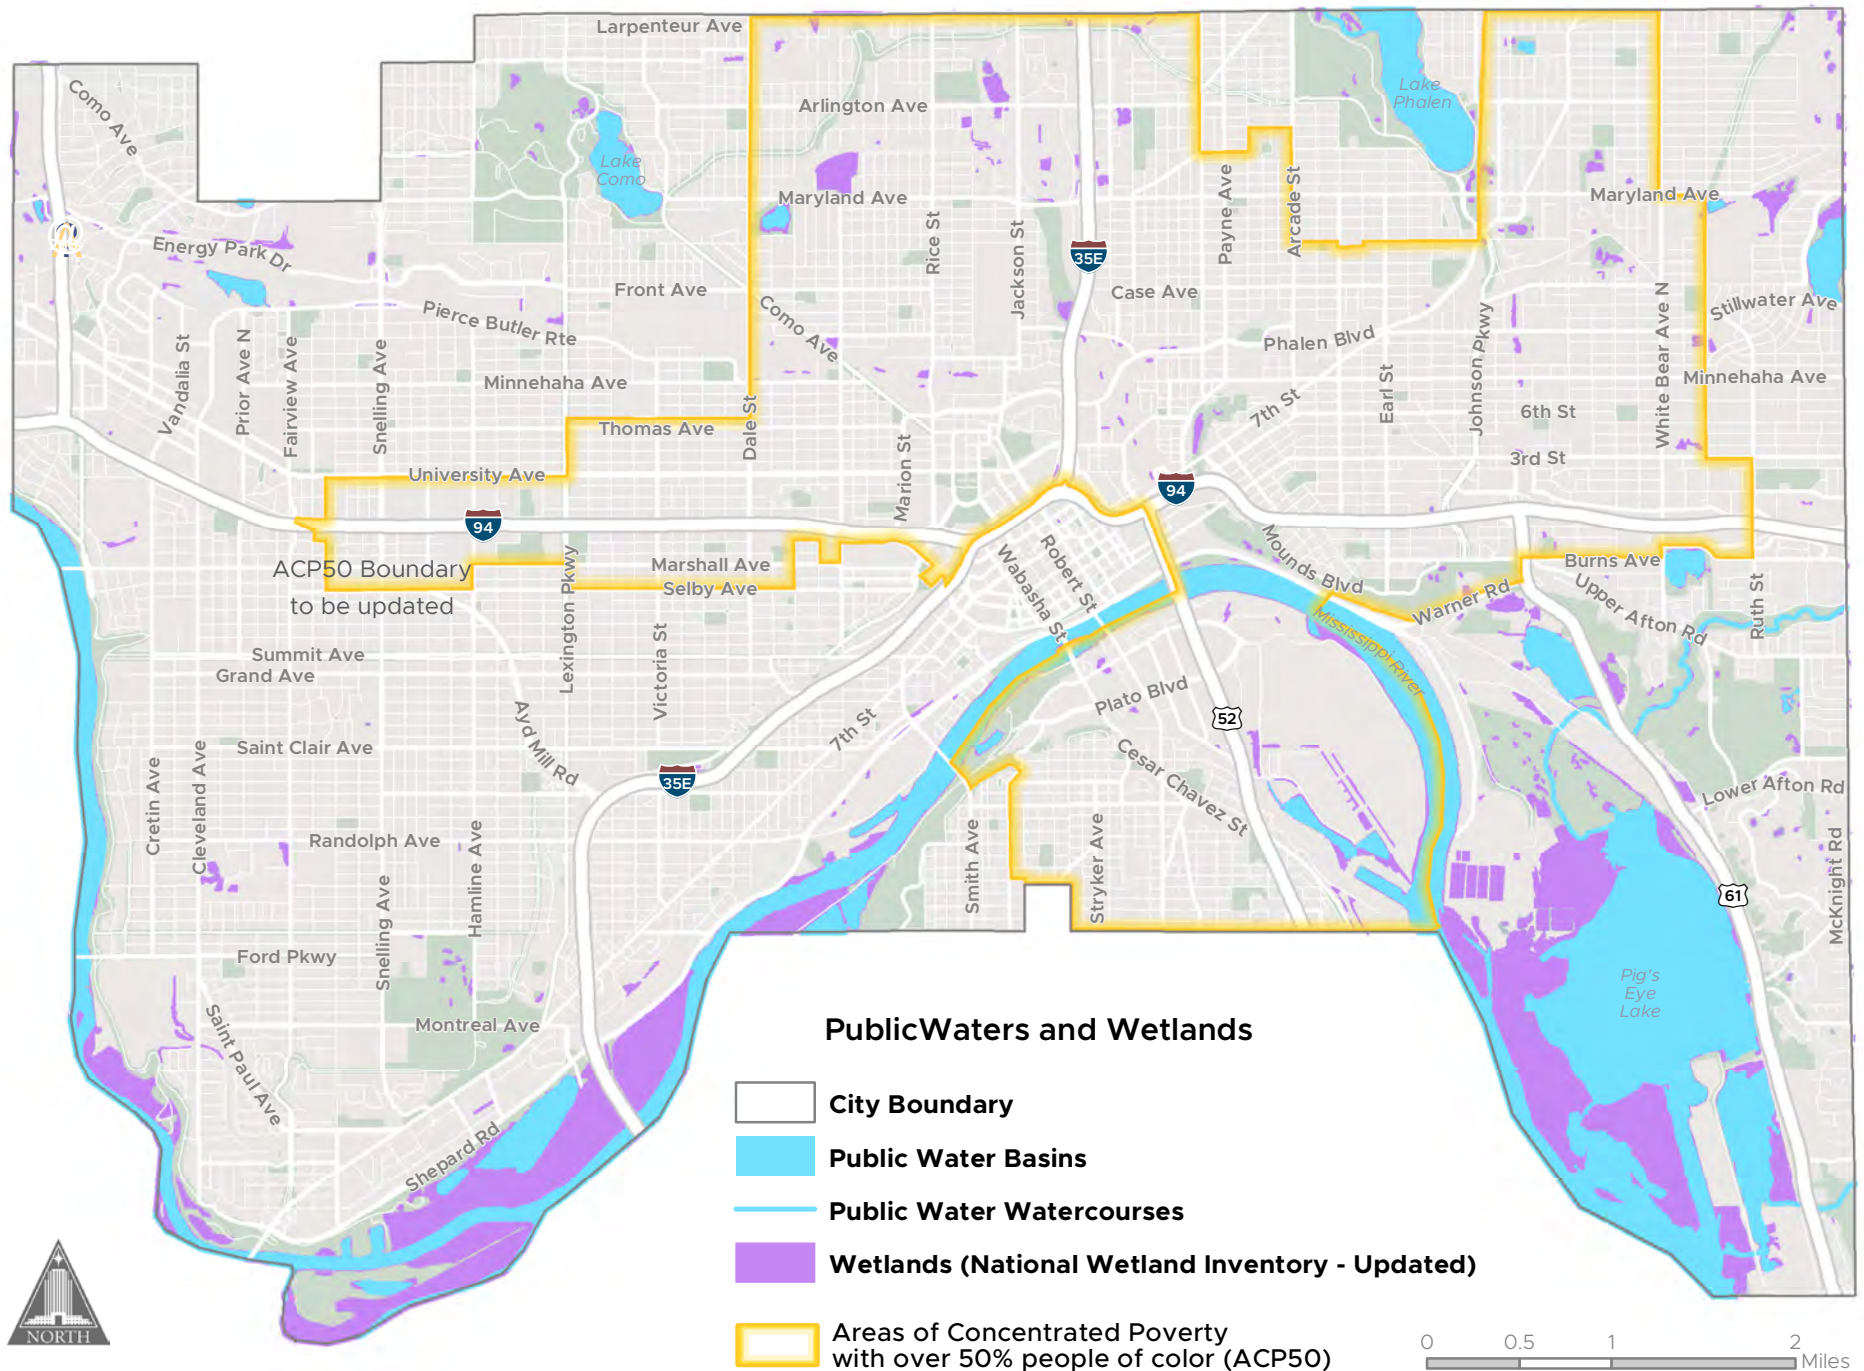 Larpenteur Ave
Como Ave
Arlington Ave
Lake
Phalen
Lake
Como
Maryland Ave
Maryland Ave
Energy Park Dr
Rice St
Jackson St
35E
Payne Ave
Arcade St
Front Ave
Case Ave
Stillwater Ave
Pierce Butler Rte
Como Ave
Phalen Blvd
Johnson Pkwy
White Bear Ave N
Vandalia St
Prior Ave N
Fairview Ave
Snelling Ave
Minnehaha Ave
Minnehaha Ave
Earl St
7th St
6th St
Dale St
Thomas Ave
Marion St
3rd St
University Ave
94
94
ACP50 Boundary
to be updated
Lexington Pkwy
Marshall Ave
Selby Ave
Wabasha St
Robert St
Mounds Blvd
Burns Ave
Warner Rd
Upper Afton Rd
Ruth St
Mississippi River
Summit Ave
Grand Ave
Victoria St
Plato Blvd
52
Ayd Mill Rd
7th St
Saint Clair Ave
Cesar Chavez St
35E
Lower Afton Rd
Cretin Ave
Cleveland Ave
Randolph Ave
Hamline Ave
Smith Ave
Stryker Ave
61
McKnight Rd
Snelling Ave
Ford Pkwy
Pig's
Eye
Lake
Saint Paul Ave
Montreal Ave
Shepard Rd
PublicWaters and Wetlands
City Boundary
Public Water Basins
Public Water Watercourses
Wetlands (National Wetland Inventory - Updated)
Areas of Concentrated Poverty
with over 50% people of color (ACP50)
NORTH
0 0.5 1 2
Miles